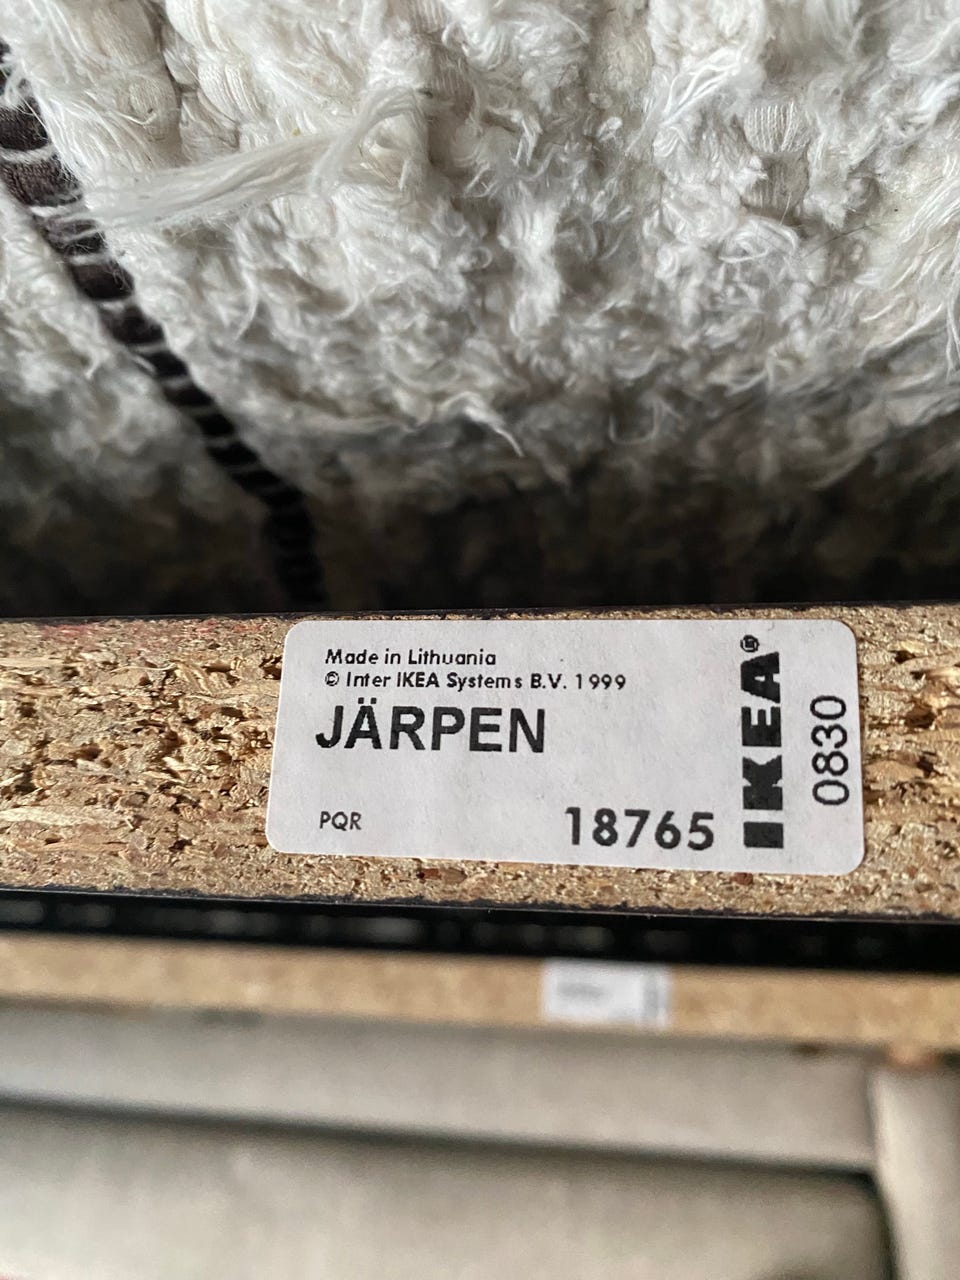 Made in Lithuania
© Inter IKEA Systems B.V. 1999
JÄRPEN
PQR
18765
IKEA®
0830